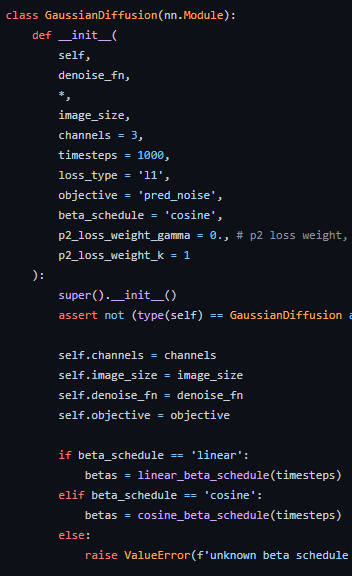 class GaussianDiffusion(nn.Module):
    def __init__(
        self,
        denoise_fn,
        *,
        image_size,
        channels = 3,
        timesteps = 1000,
        loss_type = 'l1',
        objective = 'pred_noise',
        beta_schedule = 'cosine',
        p2_loss_weight_gamma = 0., # p2 loss weight,
        p2_loss_weight_k = 1
    ):
        super().__init__()
        assert not (type(self) == GaussianDiffusion a

        self.channels = channels
        self.image_size = image_size
        self.denoise_fn = denoise_fn
        self.objective = objective

        if beta_schedule == 'linear':
            betas = linear_beta_schedule(timesteps)
        elif beta_schedule == 'cosine':
            betas = cosine_beta_schedule(timesteps)
        else:
            raise ValueError(f'unknown beta schedule